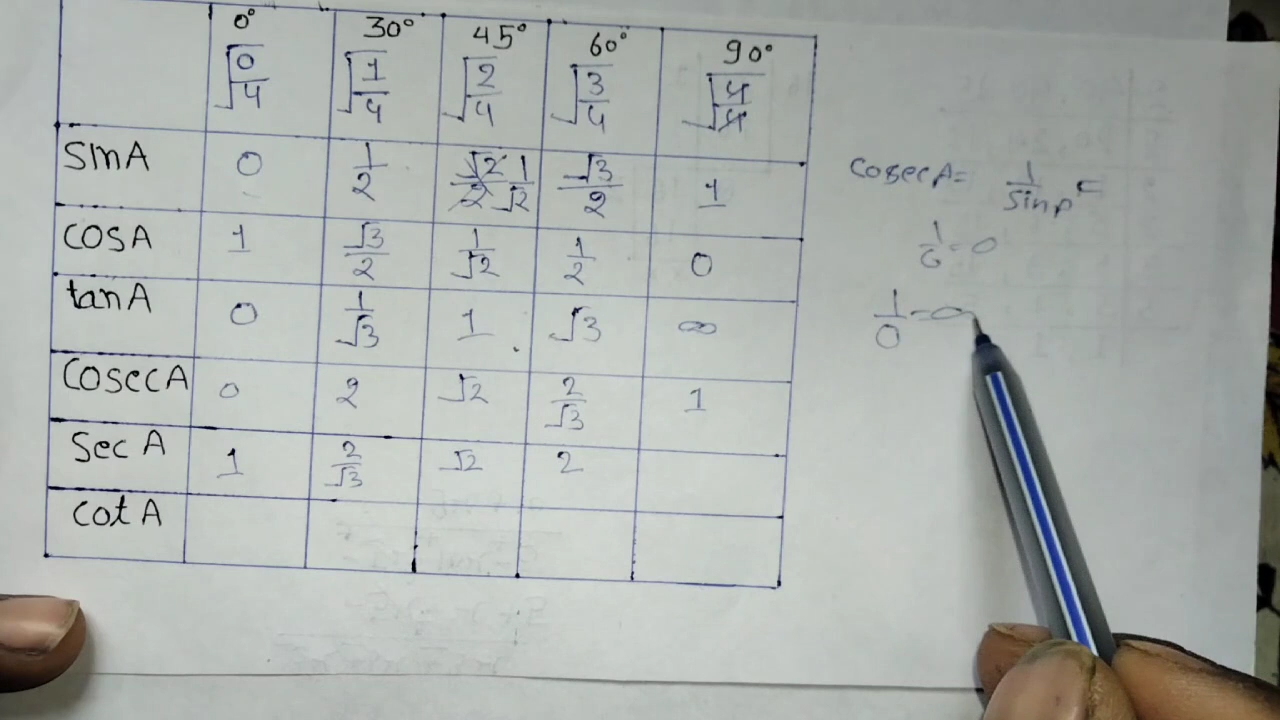 0° 30° 45° 60° 90°
√0/4 √1/4 √2/4 √3/4 √4/4
sinA 0 1/2 √2/2 1/√2 √3/2 1
cosA 1 √3/2 1/√2 1/2 0
tanA 0 1/√3 1 √3 ∞
CosecA 0 2 √2 2/√3 1
Sec A 1 2/√3 √2 2
cot A
CosecA= 1/sin
1/0=0
1/0=